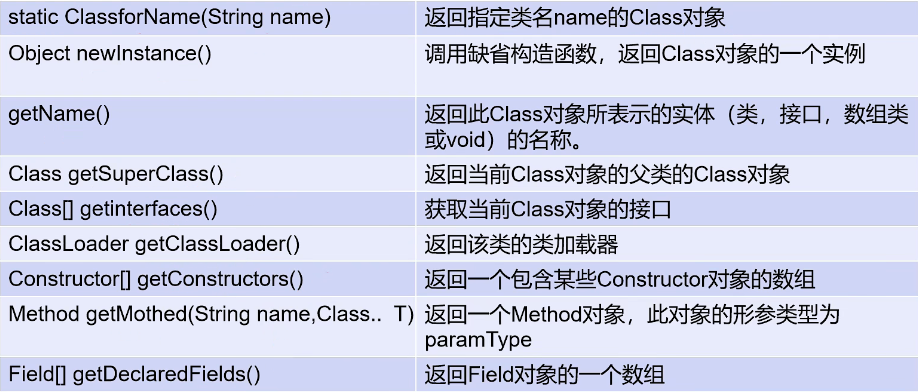 static ClassforName(String name)
返回指定类名name的Class对象
Object newInstance()
调用缺省构造函数，返回Class对象的一个实例
getName()
返回此Class对象所表示的实体（类，接口，数组类
或void）的名称。
Class getSuperClass()
返回当前Class对象的父类的Class对象
Class[] getinterfaces()
获取当前Class对象的接口
ClassLoader getClassLoader()
返回该类的类加载器
Constructor[] getConstructors()
返回一个包含某些Constructor对象的数组
Method getMothed(String name,Class.. T)
返回一个Method对象，此对象的形参类型为
paramType
Field[] getDeclaredFields()
返回Field对象的一个数组